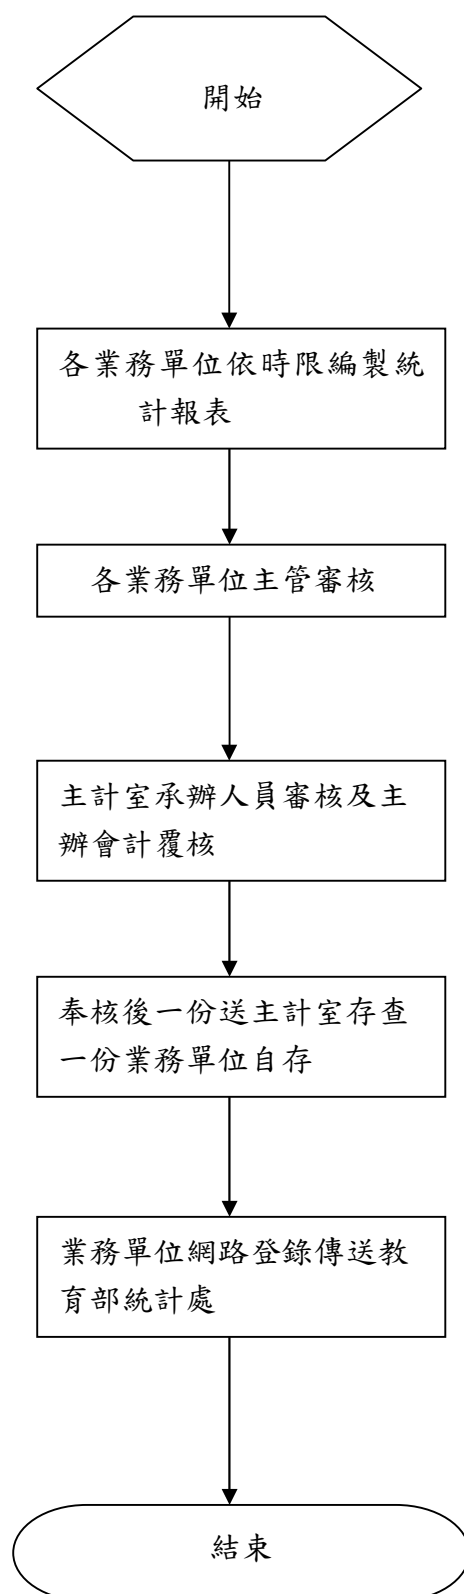 開始
各業務單位依時限編製統
計報表
各業務單位主管審核
主計室承辦人員審核及主
辦會計覆核
奉核後一份送主計室存查
一份業務單位自存
業務單位網路登錄傳送教
育部統計處
結束